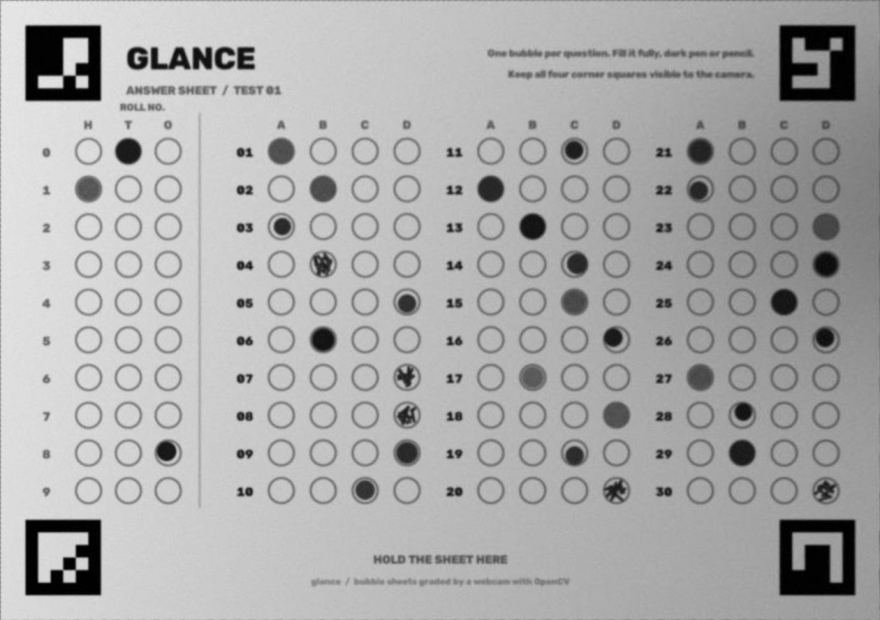 GLANCE
One bubble per question. Fill it fully, dark pen or pencil.
Keep all four corner squares visible to the camera.
ANSWER SHEET / TEST 01
ROLL NO.
H T O A B C D A B C D A B C D
0 01 11 21
1 02 12 22
2 03 13 23
3 04 14 24
4 05 15 25
5 06 16 26
6 07 17 27
7 08 18 28
8 09 19 29
9 10 20 30
HOLD THE SHEET HERE
glance / bubble sheets graded by a webcam with OpenCV